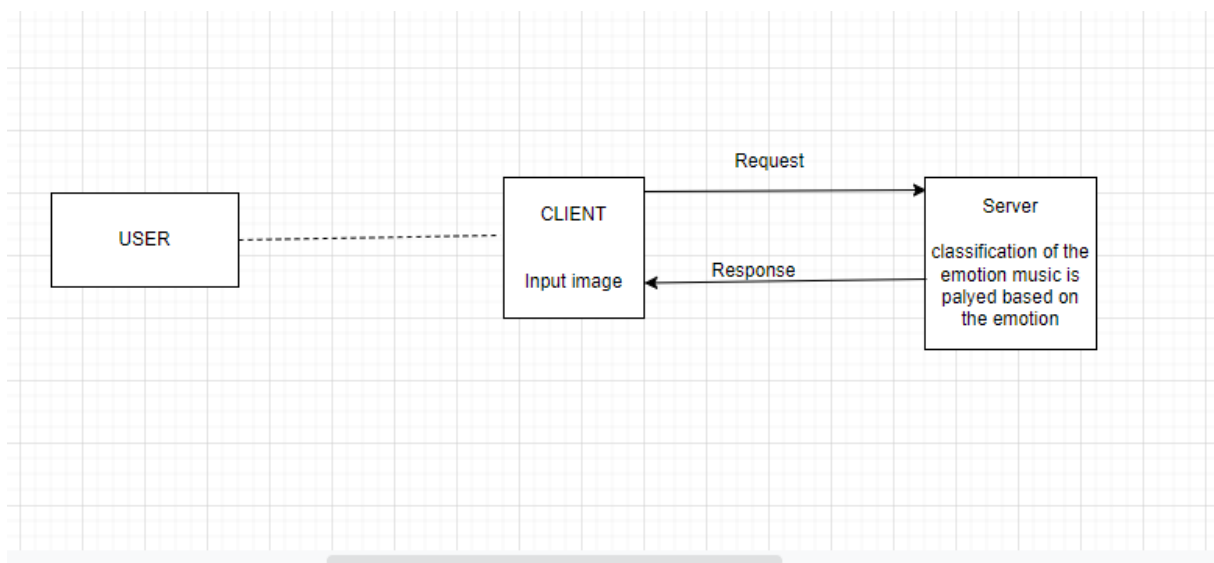 USER
CLIENT
Input image
Request
Response
Server
classification of the
emotion music is
palyed based on
the emotion